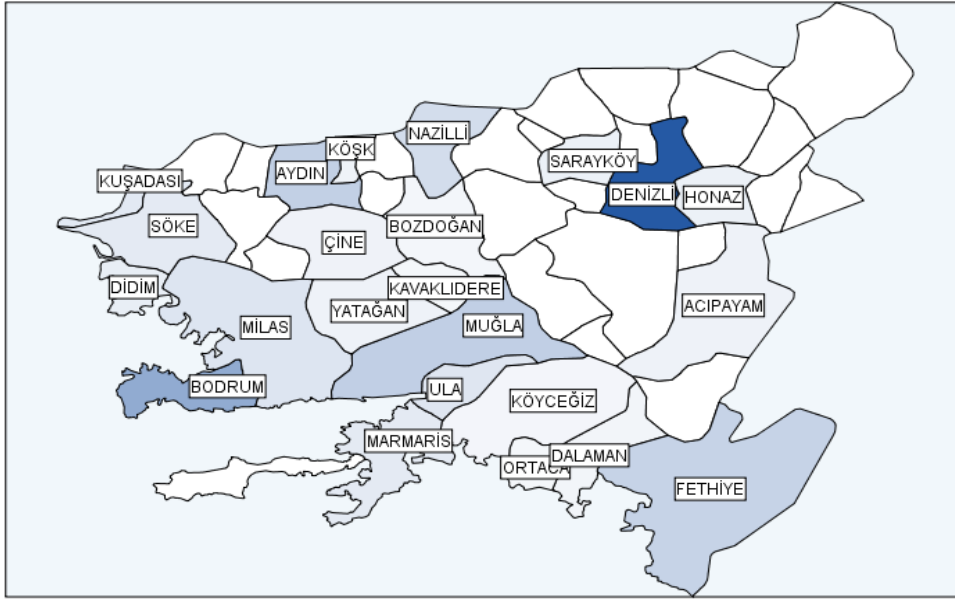 NAZİLLİ
KÖŞK
SARAYKÖY
AYDIN
KUŞADASI
DENİZLİ
HONAZ
SÖKE
BOZDOĞAN
ÇİNE
DİDİM
KAVAKLIDERE
ACIPAYAM
YATAĞAN
MİLAS
MUĞLA
BODRUM
ULA
KÖYCEĞİZ
MARMARİS
DALAMAN
ORTACA
FETHİYE